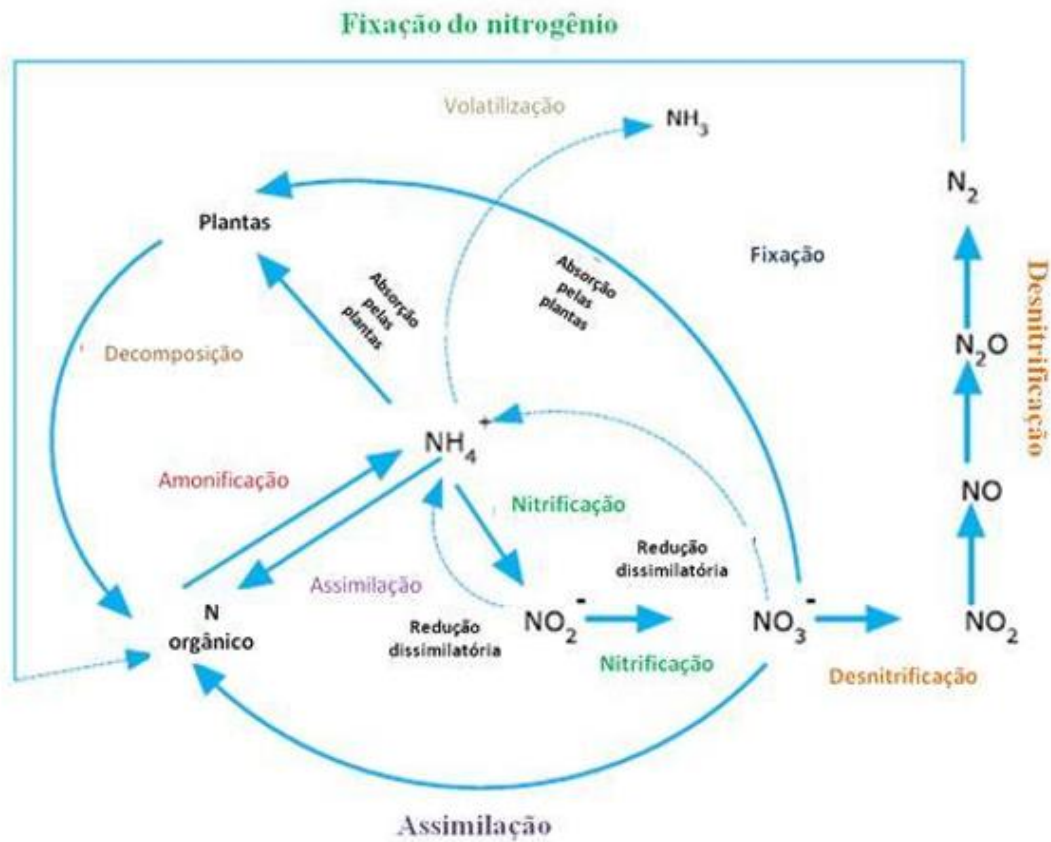 Fixação do nitrogênio
Volatilização
NH₃
N₂
Plantas
Fixação
Absorção
pelas
plantas
Absorção
pelas
plantas
Desnitrificação
N₂O
Decomposição
NH₄⁺
Amonificação
NO
Nitrificação
Redução
dissimilatória
Assimilação
N
orgânico
Redução
dissimilatória
NO₂⁻
NO₃⁻
NO₂
Nitrificação
Desnitrificação
Assimilação